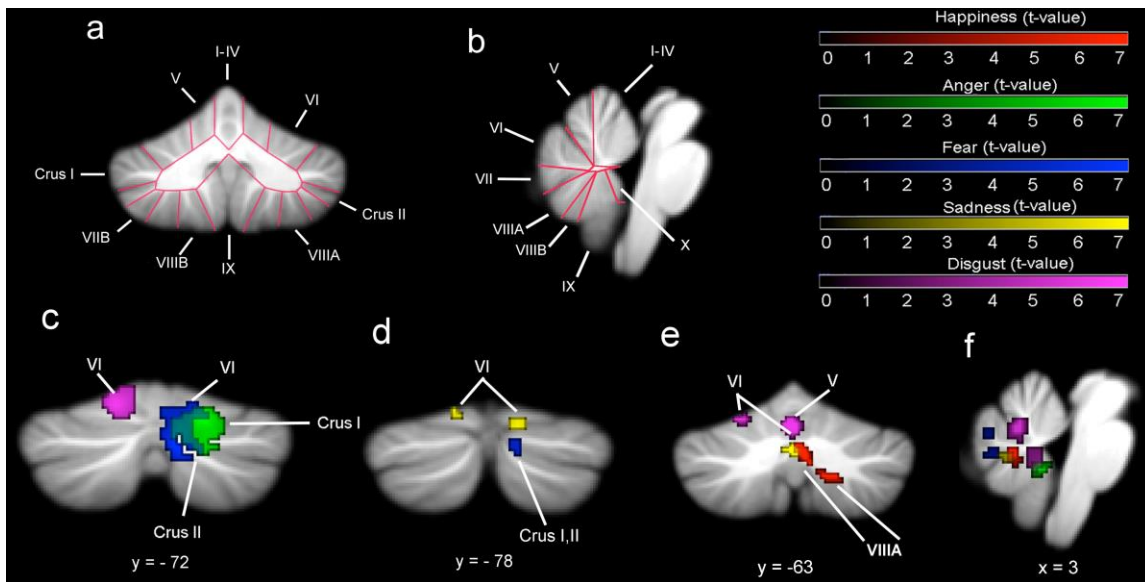 a
I-IV
V
VI
Crus I
Crus II
VIIB
VIIIB
IX
VIIIA
b
V
I-IV
VI
VII
VIIIA
VIIIB
IX
X
Happiness (t-value)
0 1 2 3 4 5 6 7
Anger (t-value)
0 1 2 3 4 5 6 7
Fear (t-value)
0 1 2 3 4 5 6 7
Sadness (t-value)
0 1 2 3 4 5 6 7
Disgust (t-value)
0 1 2 3 4 5 6 7
c
VI
VI
Crus I
Crus II
y = - 72
d
VI
Crus I,II
y = - 78
e
VI
V
VIIIA
y = -63
f
x = 3